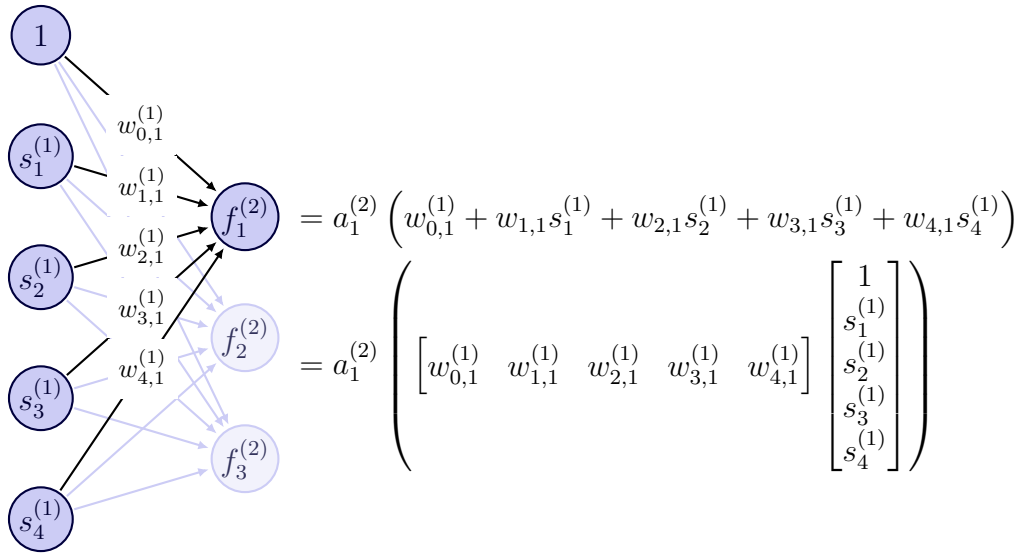 1
w_{0,1}^{(1)}
s_1^{(1)}
w_{1,1}^{(1)}
f_1^{(2)} = a_1^{(2)} ( w_{0,1}^{(1)} + w_{1,1} s_1^{(1)} + w_{2,1} s_2^{(1)} + w_{3,1} s_3^{(1)} + w_{4,1} s_4^{(1)} )
w_{2,1}^{(1)}
s_2^{(1)}
w_{3,1}^{(1)}
f_2^{(2)}
w_{4,1}^{(1)}
= a_1^{(2)} ( [ w_{0,1}^{(1)} w_{1,1}^{(1)} w_{2,1}^{(1)} w_{3,1}^{(1)} w_{4,1}^{(1)} ] [
1
s_1^{(1)}
s_2^{(1)}
s_3^{(1)}
s_4^{(1)}
] )
s_3^{(1)}
f_3^{(2)}
s_4^{(1)}